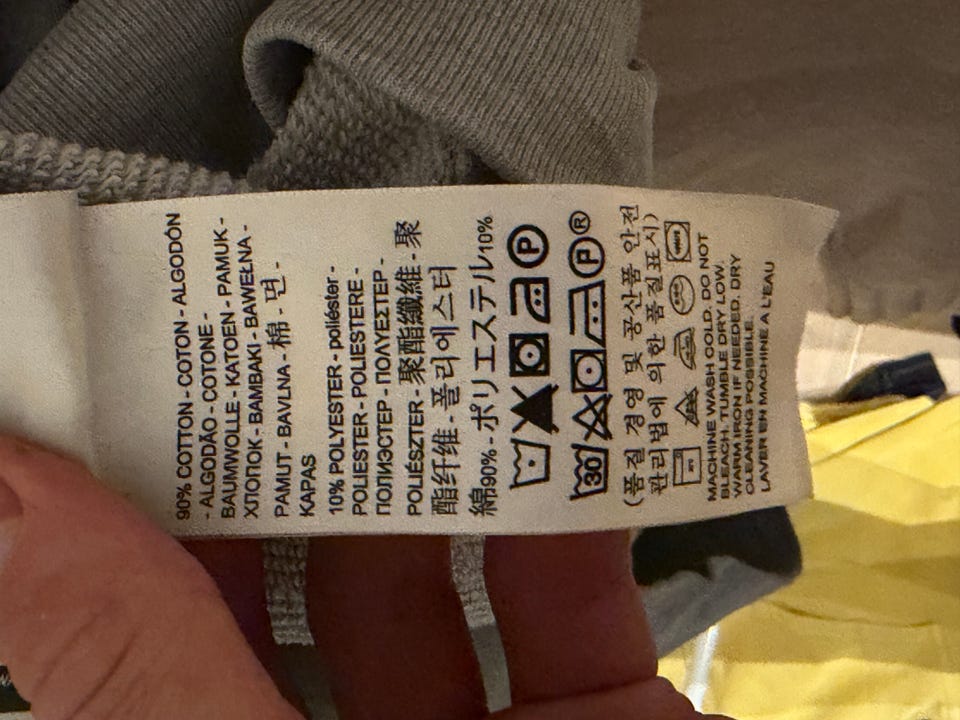 90% COTTON - COTON - ALGODÓN
- ALGODÃO - COTONE -
BAUMWOLLE - KATOEN - PAMUK -
ΧΛΟΠΟΚ - BAMBAKI - BAWEŁNA -
PAMUT - BAVLNA - 棉 - 면 -
KAPAS
10% POLYESTER - poliéster -
POLIESTER - POLIESTERE -
ПОЛИЭСТЕР - ΠΟΛΥΕΣΤΕΡ -
POLIÉSZTER - 聚酯纖維 - 聚
酯纤维 - 폴리에스터
綿90% - ポリエステル10%
P
30 P ®
(품질 경영 및 공산품 안전
관리법에 의한 품질표시)
MACHINE WASH COLD. DO NOT
BLEACH. TUMBLE DRY LOW.
WARM IRON IF NEEDED. DRY
CLEANING POSSIBLE.
LAVER EN MACHINE A L'EAU